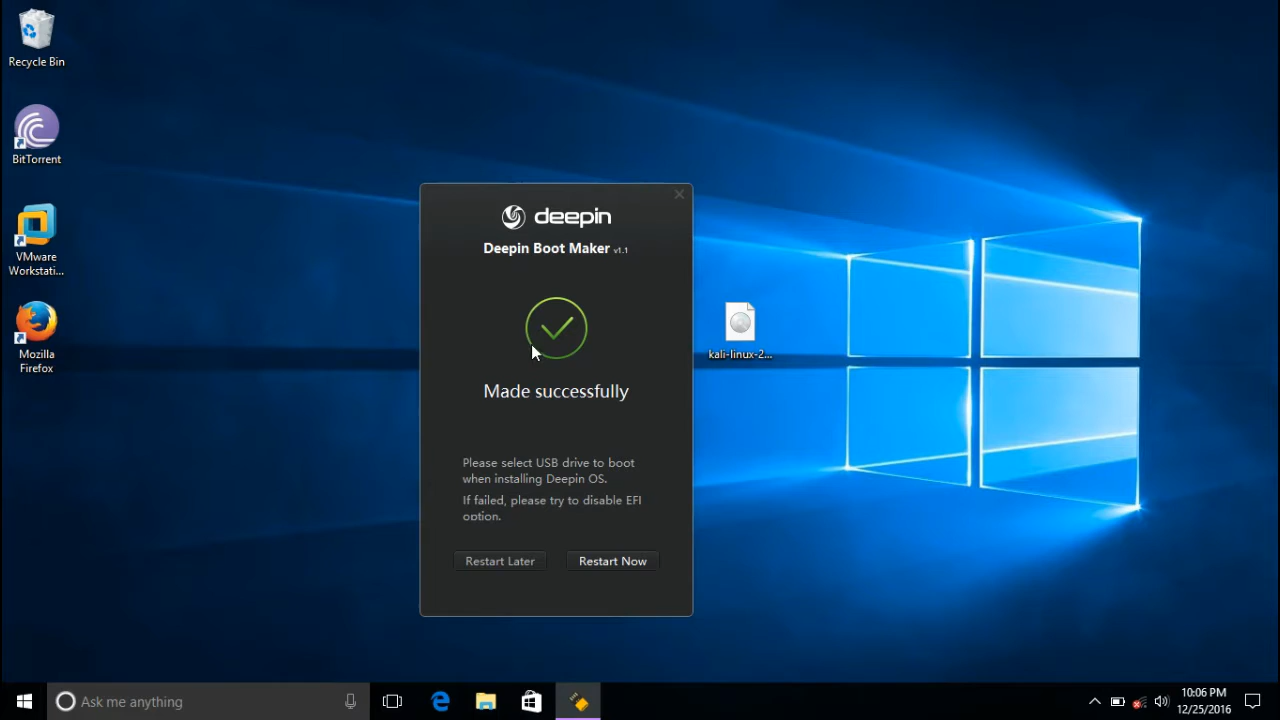 Recycle Bin
BitTorrent
VMware
Workstati...
Mozilla
Firefox
deepin
Deepin Boot Maker v1.1
Made successfully
Please select USB drive to boot
when installing Deepin OS.
If failed, please try to disable EFI
option.
Restart Later
Restart Now
kali-linux-2...
Ask me anything
10:06 PM
12/25/2016